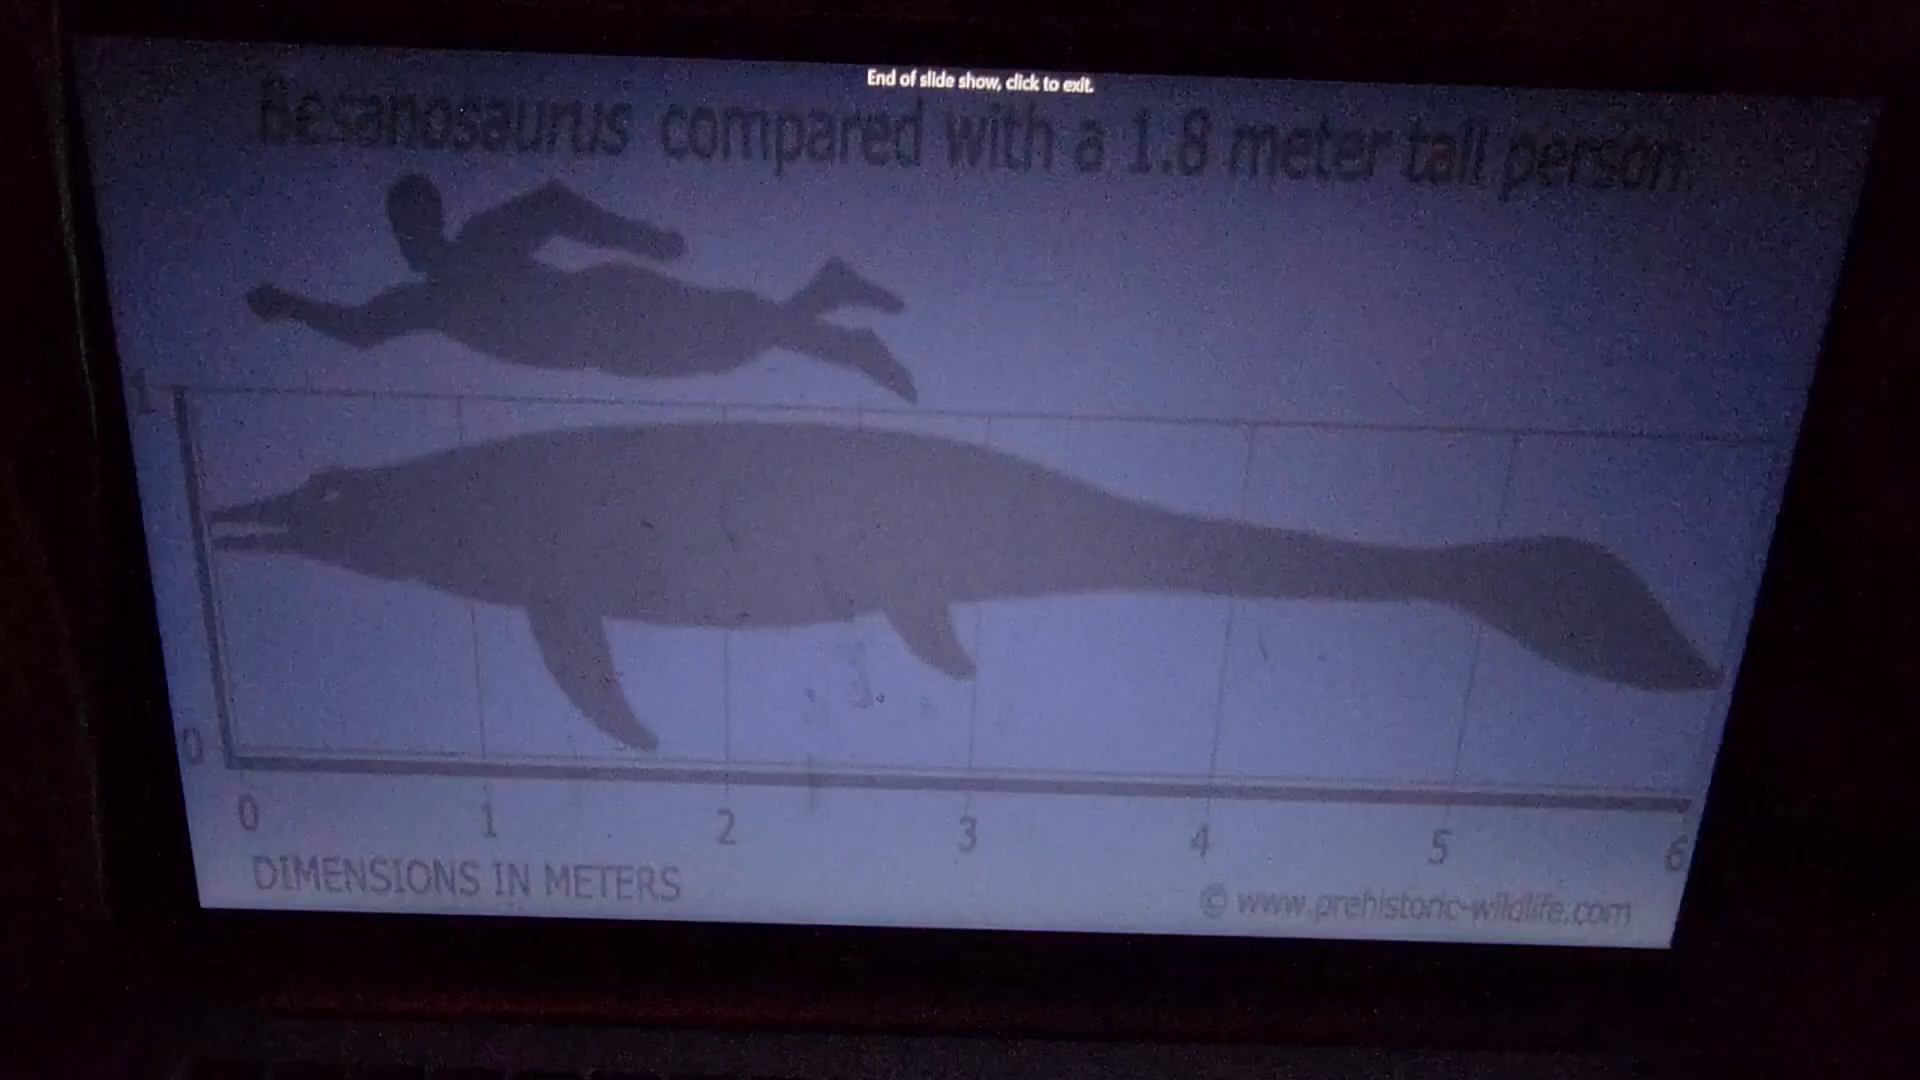 End of slide show, click to exit.
Besanosaurus compared with a 1.8 meter tall person.
1
0
0 1 2 3 4 5 6
DIMENSIONS IN METERS
© www.prehistoric-wildlife.com